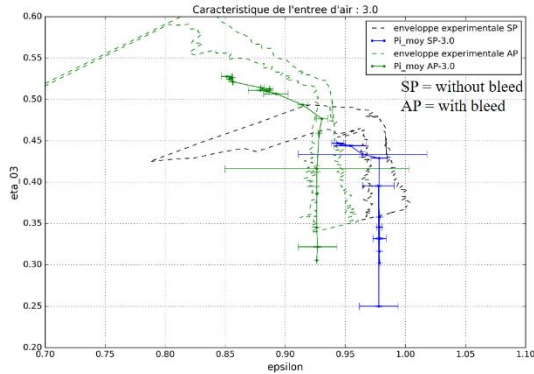 Caracteristique de l'entree d'air : 3.0
enveloppe experimentale SP
Pi_moy SP-3.0
enveloppe experimentale AP
Pi_moy AP-3.0
SP = without bleed
AP = with bleed
eta_03
0.60
0.55
0.50
0.45
0.40
0.35
0.30
0.25
0.20
0.70
0.75
0.80
0.85
0.90
0.95
1.00
1.05
1.10
epsilon